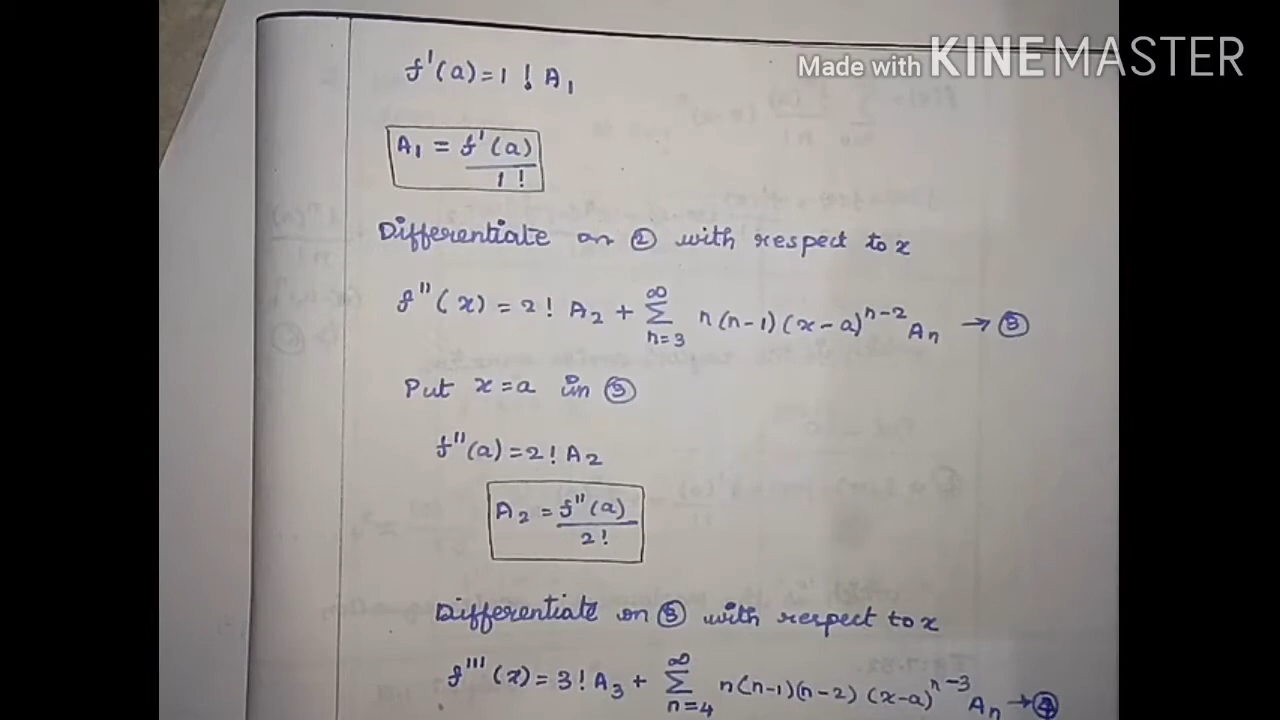 Made with KINEMASTER
f'(a) = 1 ! A₁
A₁ = f'(a) / 1 !
Differentiate on ② with respect to x
f''(x) = 2 ! A₂ + ∞ Σ n=3 n(n-1)(x-a)ⁿ⁻² Aₙ → ③
Put x = a in ③
f''(a) = 2 ! A₂
A₂ = f''(a) / 2 !
Differentiate on ③ with respect to x
f'''(x) = 3 ! A₃ + ∞ Σ n=4 n(n-1)(n-2) (x-a)ⁿ⁻³ Aₙ → ④